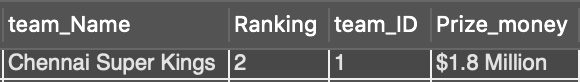 team_Name Ranking team_ID Prize_money
Chennai Super Kings 2 1 $1.8 Million